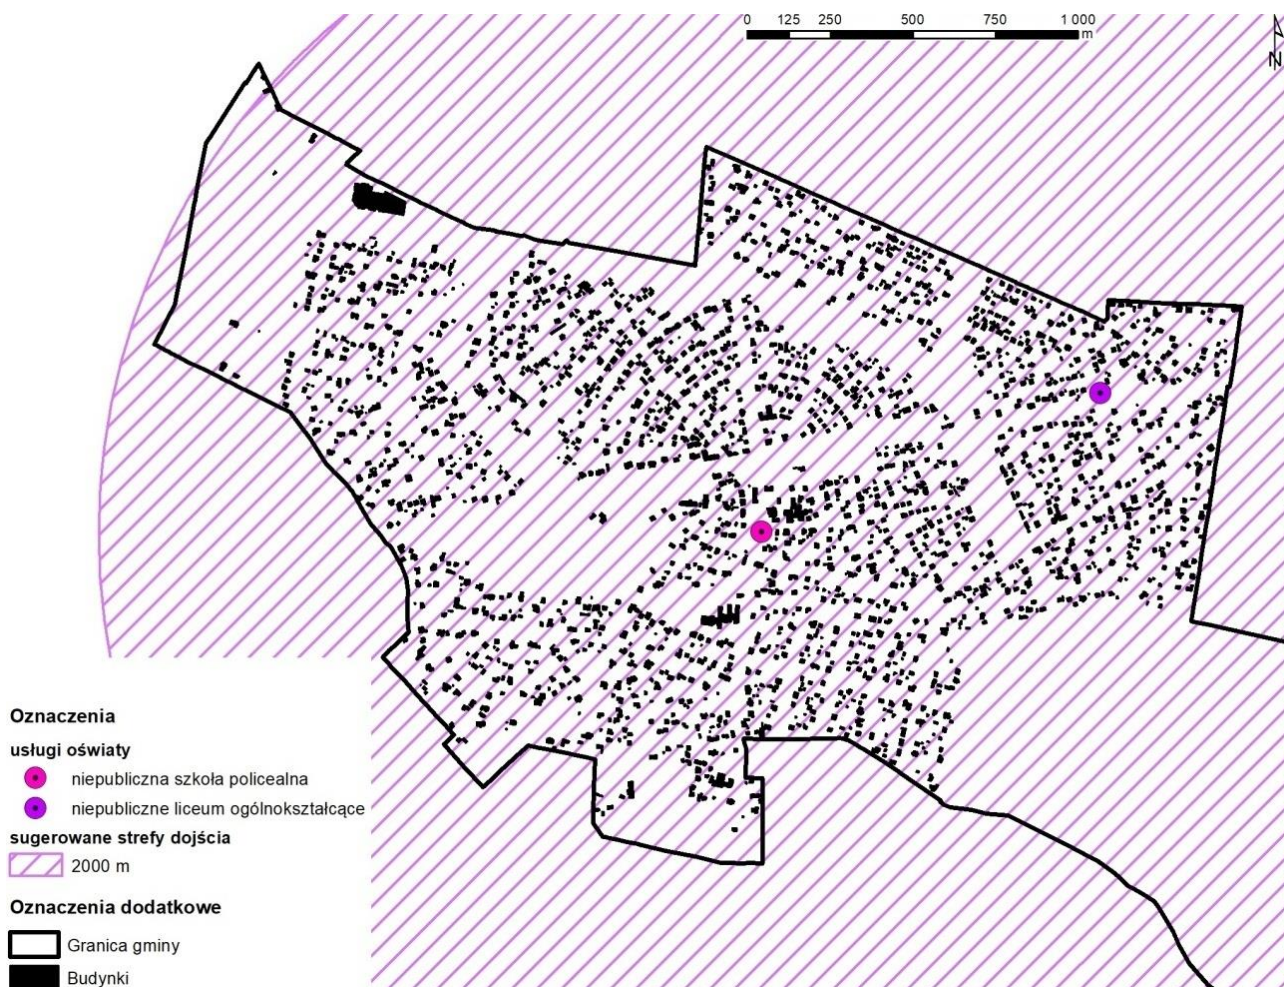 0 125 250 500 750 1 000
m
N
Oznaczenia
usługi oświaty
niepubliczna szkoła policealna
niepubliczne liceum ogólnokształcące
sugerowane strefy dojścia
2000 m
Oznaczenia dodatkowe
Granica gminy
Budynki